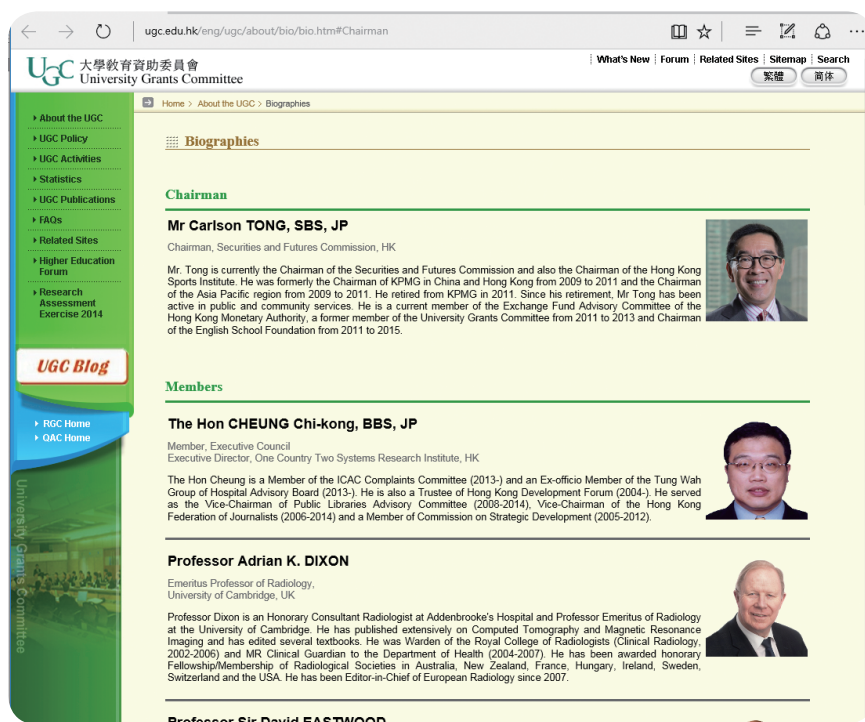 ugc.edu.hk/eng/ugc/about/bio/bio.htm#Chairman
UGC 大學教育資助委員會
University Grants Committee
What's New Forum Related Sites Sitemap Search
繁體 简体
Home > About the UGC > Biographies
About the UGC
UGC Policy
UGC Activities
Statistics
UGC Publications
FAQs
Related Sites
Higher Education
Forum
Research
Assessment
Exercise 2014
UGC Blog
RGC Home
QAC Home
University Grants Committee
Biographies
Chairman
Mr Carlson TONG, SBS, JP
Chairman, Securities and Futures Commission, HK
Mr. Tong is currently the Chairman of the Securities and Futures Commission and also the Chairman of the Hong Kong
Sports Institute. He was formerly the Chairman of KPMG in China and Hong Kong from 2009 to 2011 and the Chairman
of the Asia Pacific region from 2009 to 2011. He retired from KPMG in 2011. Since his retirement, Mr Tong has been
active in public and community services. He is a current member of the Exchange Fund Advisory Committee of the
Hong Kong Monetary Authority, a former member of the University Grants Committee from 2011 to 2013 and Chairman
of the English School Foundation from 2011 to 2015.
Members
The Hon CHEUNG Chi-kong, BBS, JP
Member, Executive Council
Executive Director, One Country Two Systems Research Institute, HK
The Hon Cheung is a Member of the ICAC Complaints Committee (2013-) and an Ex-officio Member of the Tung Wah
Group of Hospital Advisory Board (2013-). He is also a Trustee of Hong Kong Development Forum (2004-). He served
as the Vice-Chairman of Public Libraries Advisory Committee (2008-2014), Vice-Chairman of the Hong Kong
Federation of Journalists (2006-2014) and a Member of Commission on Strategic Development (2005-2012).
Professor Adrian K. DIXON
Emeritus Professor of Radiology,
University of Cambridge, UK
Professor Dixon is an Honorary Consultant Radiologist at Addenbrooke's Hospital and Professor Emeritus of Radiology
at the University of Cambridge. He has published extensively on Computed Tomography and Magnetic Resonance
Imaging and has edited several textbooks. He was Warden of the Royal College of Radiologists (Clinical Radiology,
2002-2006) and MR Clinical Guardian to the Department of Health (2004-2007). He has been awarded honorary
Fellowship/Membership of Radiological Societies in Australia, New Zealand, France, Hungary, Ireland, Sweden,
Switzerland and the USA. He has been Editor-in-Chief of European Radiology since 2007.
Professor Sir David EASTWOOD